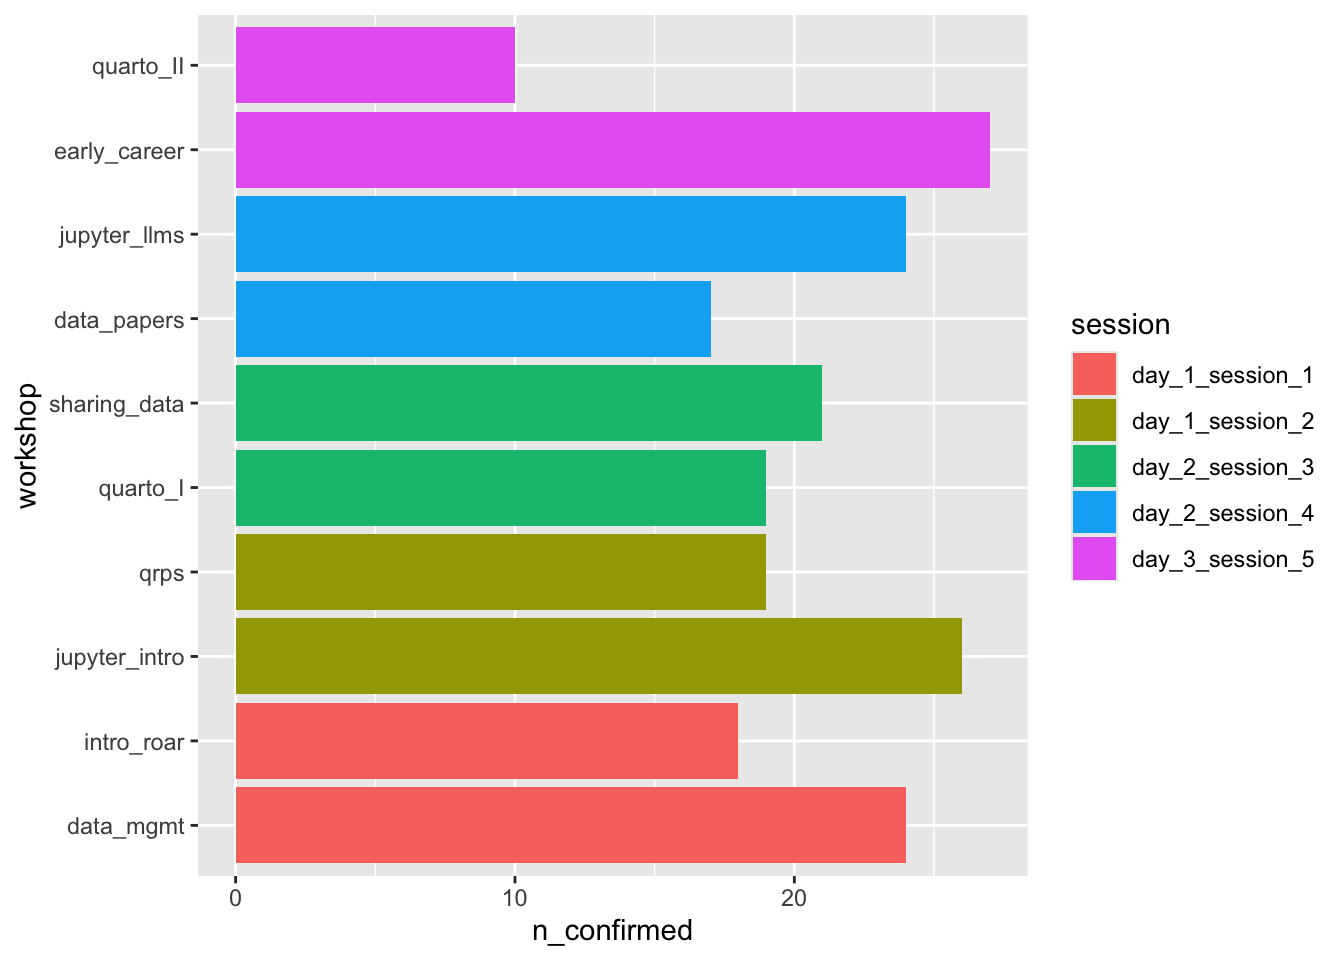 quarto_II
early_career
jupyter_llms
data_papers
sharing_data
quarto_I
qrps
jupyter_intro
intro_roar
data_mgmt
workshop
0 10 20
n_confirmed
session
day_1_session_1
day_1_session_2
day_2_session_3
day_2_session_4
day_3_session_5